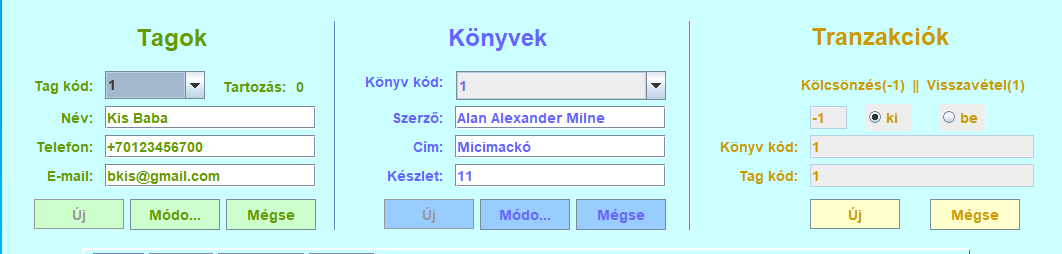 Tagok
Tag kód: 1 Tartozás: 0
Név: Kis Baba
Telefon: +70123456700
E-mail: bkis@gmail.com
Új Módo... Mégse
Könyvek
Könyv kód: 1
Szerző: Alan Alexander Milne
Cím: Micimackó
Készlet: 11
Új Módo... Mégse
Tranzakciók
Kölcsönzés(-1) || Visszavétel(1)
-1 ki be
Könyv kód: 1
Tag kód: 1
Új Mégse